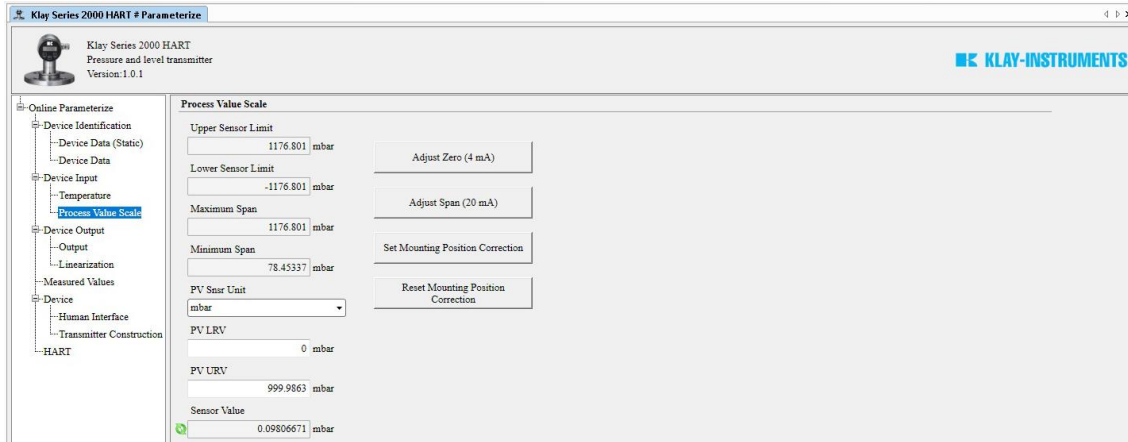 Klay Series 2000 HART # Parameterize
Klay Series 2000 HART
Pressure and level transmitter
Version:1.0.1
KLAY-INSTRUMENTS
Online Parameterize
Device Identification
Device Data (Static)
Device Data
Device Input
Temperature
Process Value Scale
Device Output
Output
Linearization
Measured Values
Device
Human Interface
Transmitter Construction
HART
Process Value Scale
Upper Sensor Limit
1176.801 mbar
Lower Sensor Limit
-1176.801 mbar
Maximum Span
1176.801 mbar
Minimum Span
78.45337 mbar
PV Snsr Unit
mbar
PV LRV
0 mbar
PV URV
999.9863 mbar
Sensor Value
0.09806671 mbar
Adjust Zero (4 mA)
Adjust Span (20 mA)
Set Mounting Position Correction
Reset Mounting Position
Correction